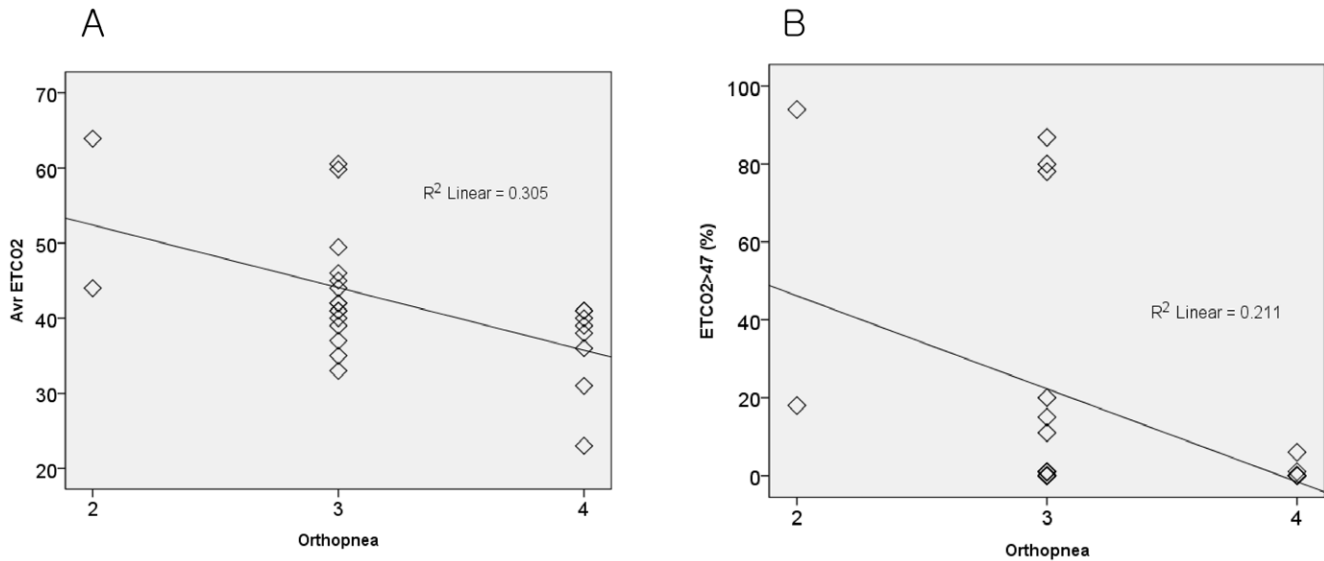 A
Avr ETCO2
70
60
50
40
30
20
R² Linear = 0.305
2 3 4
Orthopnea
B
ETCO2>47 (%)
100
80
60
40
20
0
R² Linear = 0.211
2 3 4
Orthopnea